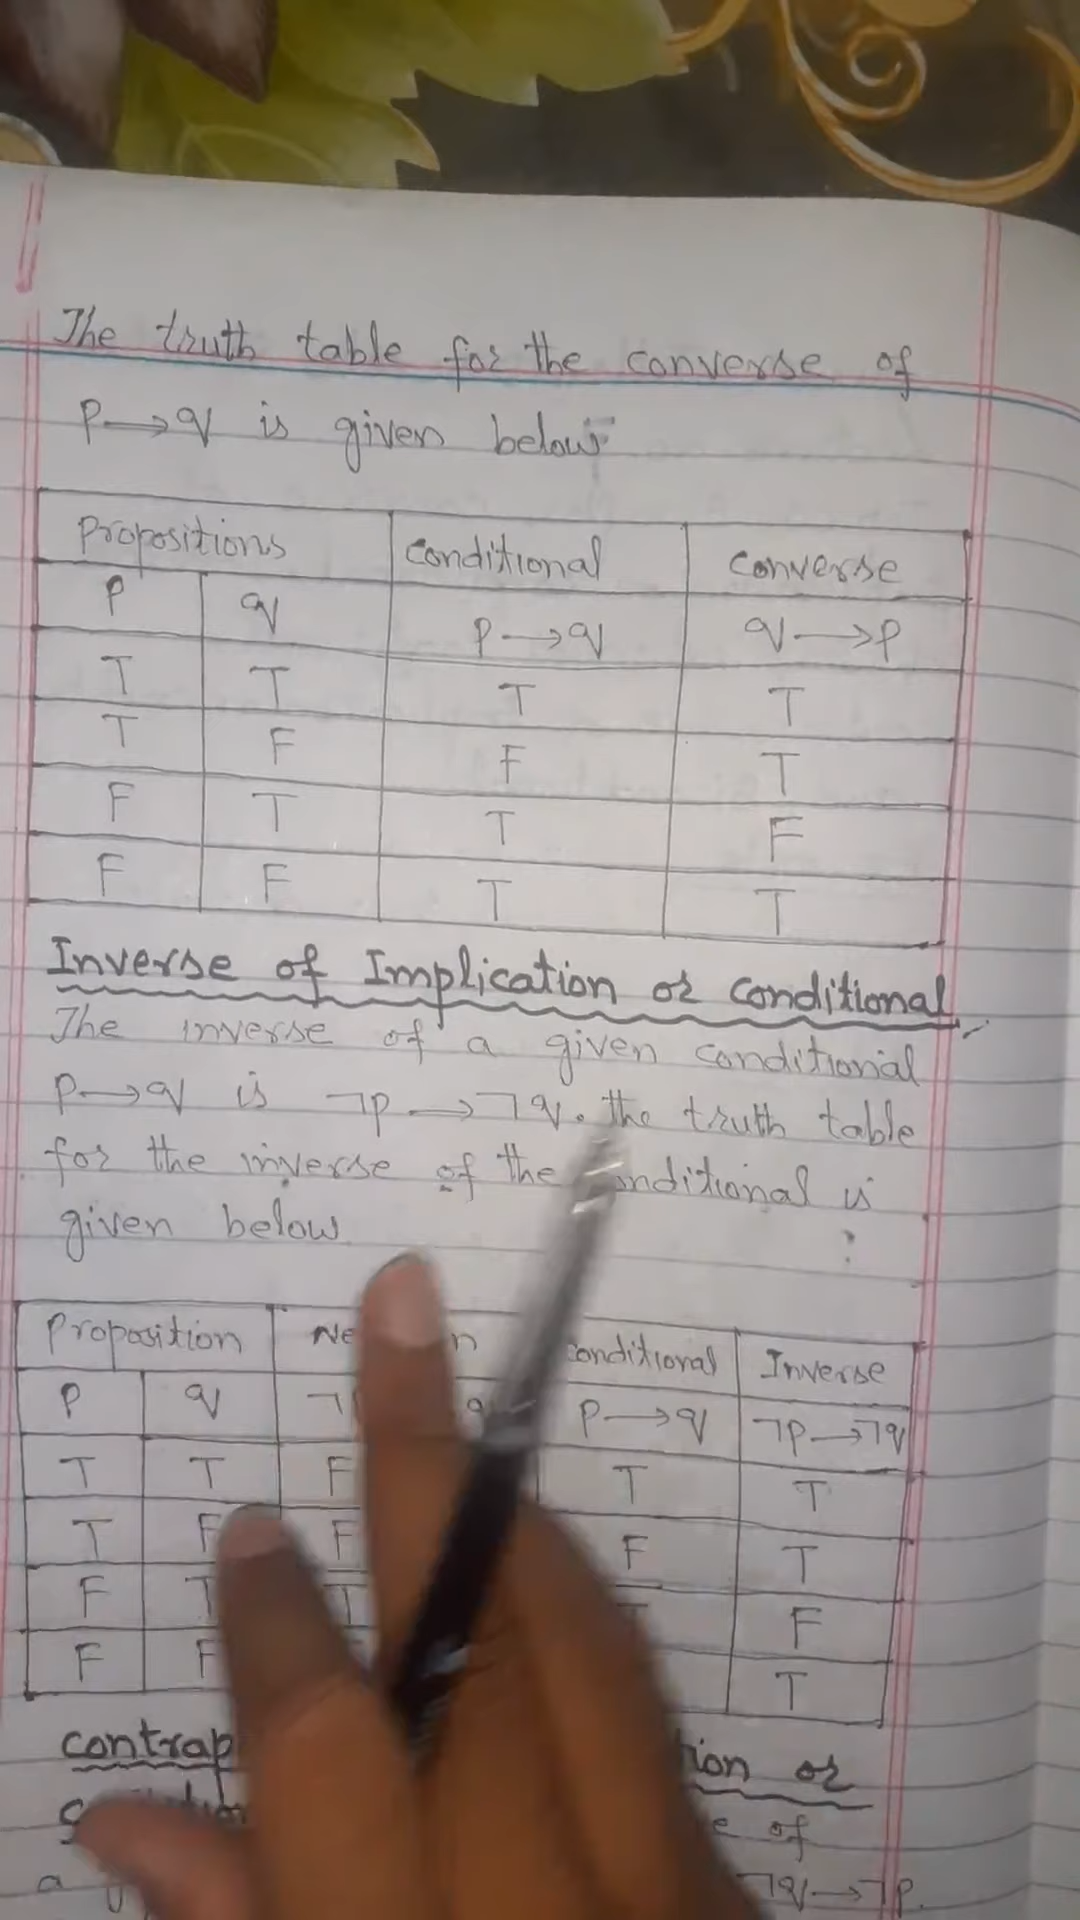 The truth table for the converse of
P→q is given below
Propositions Conditional Converse
P q P→q q→P
T T T T
T F F T
F T T F
F F T T
Inverse of Implication or Conditional
The inverse of a given conditional
P→q is ¬p→¬q. the truth table
for the inverse of the conditional is
given below :
Proposition Conditional Inverse
P q P→q ¬P→¬q
T T F T T
T F F F T
F T T F
F F T
or
of
a ¬q→¬p.